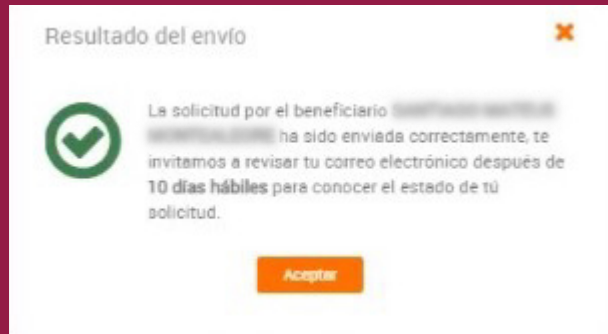 Resultado del envío
La solicitud por el beneficiario
ha sido enviada correctamente, te
invitamos a revisar tu correo electrónico después de
10 días hábiles para conocer el estado de tú
solicitud.
Aceptar